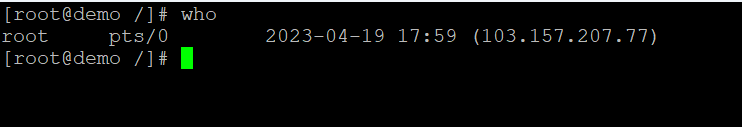 [root@demo /]# who
root     pts/0        2023-04-19 17:59 (103.157.207.77)
[root@demo /]#